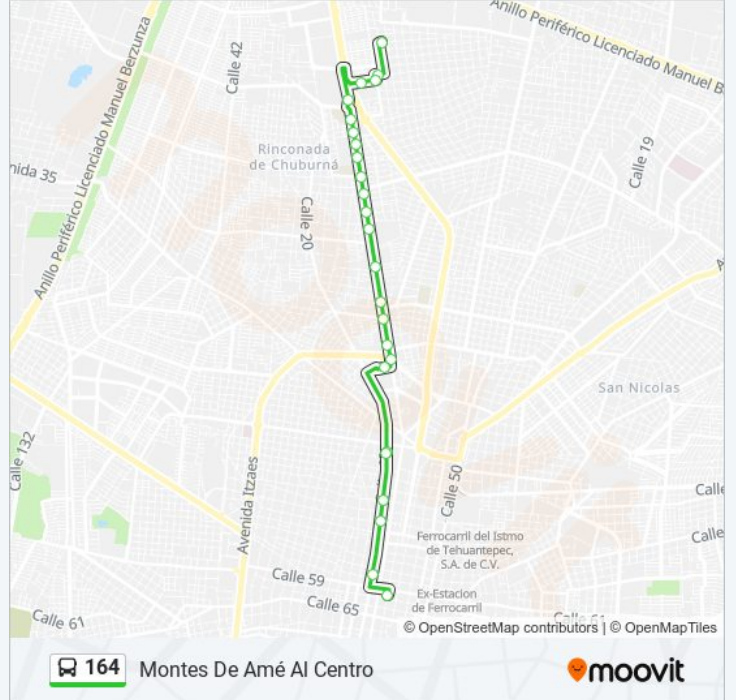 Anillo Periférico Licenciado Manuel B
Anillo Periférico Licenciado Manuel Berzunza
Calle 42
Calle 19
Rinconada
de Chuburná
nida 35
Calle 20
A
San Nicolas
Calle 132
Calle 50
Avenida Itzaes
Calle
Ferrocarril del Istmo
de Tehuantepec,
S.A. de C.V.
Calle
Calle 59
Ex-Estacion
de Ferrocarril
Calle 65
Calle 61
Calle 61
© OpenStreetMap contributors | © OpenMapTiles
164 Montes De Amé Al Centro
moovit